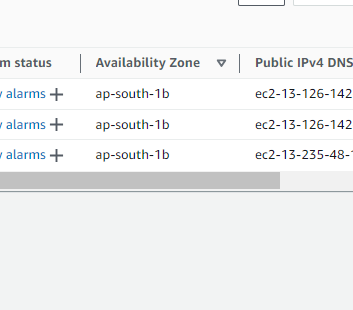 m status Availability Zone Public IPv4 DNS
alarms ap-south-1b ec2-13-126-142
alarms ap-south-1b ec2-13-126-142
alarms ap-south-1b ec2-13-235-48-